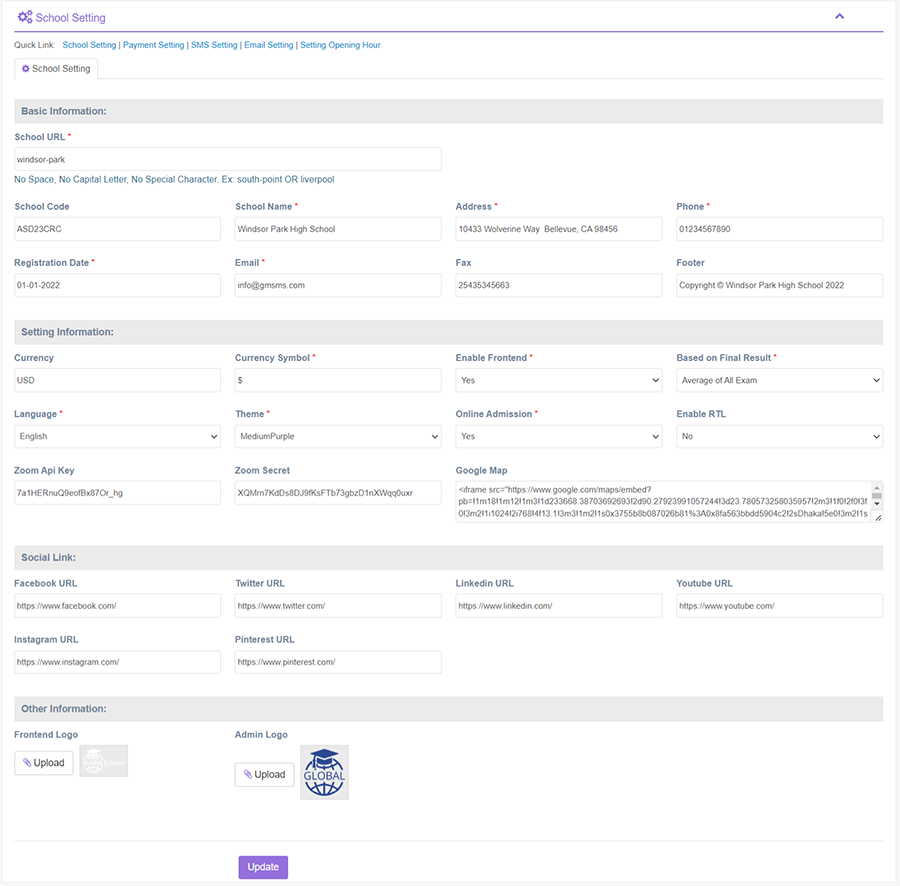 School Setting
Quick Link: School Setting | Payment Setting | SMS Setting | Email Setting | Setting Opening Hour
School Setting
Basic Information:
School URL *
windsor-park
No Space, No Capital Letter, No Special Character. Ex: south-point OR liverpool
School Code School Name * Address * Phone *
ASD23CRC Windsor Park High School 10433 Wolverine Way Bellevue, CA 98456 01234567890
Registration Date * Email * Fax Footer
01-01-2022 info@gmsms.com 25435345663 Copyright © Windsor Park High School 2022
Setting Information:
Currency Currency Symbol * Enable Frontend * Based on Final Result *
USD $ Yes Average of All Exam
Language * Theme * Online Admission * Enable RTL
English MediumPurple Yes No
Zoom Api Key Zoom Secret Google Map
7a1HERnuQ9eofBx87Or_hg XQMrn7KdDs8DJ9fKsFTb73gbzD1nXWqq0uxr <iframe src="https://www.google.com/maps/embed?
pb=!1m18!1m12!1m3!1d233668.38703692693!2d90.27923991057244!3d23.780573258035957!2m3!1f0!2f0!3f
0!3m2!1i1024!2i768!4f13.1!3m3!1m2!1s0x3755b8b087026b81%3A0x8fa563bbdd5904c2!2sDhaka!5e0!3m2!1s
Social Link:
Facebook URL Twitter URL Linkedin URL Youtube URL
https://www.facebook.com/ https://www.twitter.com/ https://www.linkedin.com/ https://www.youtube.com/
Instagram URL Pinterest URL
https://www.instagram.com/ https://www.pinterest.com/
Other Information:
Frontend Logo Admin Logo
Upload GLOBAL School
Upload GLOBAL
Update